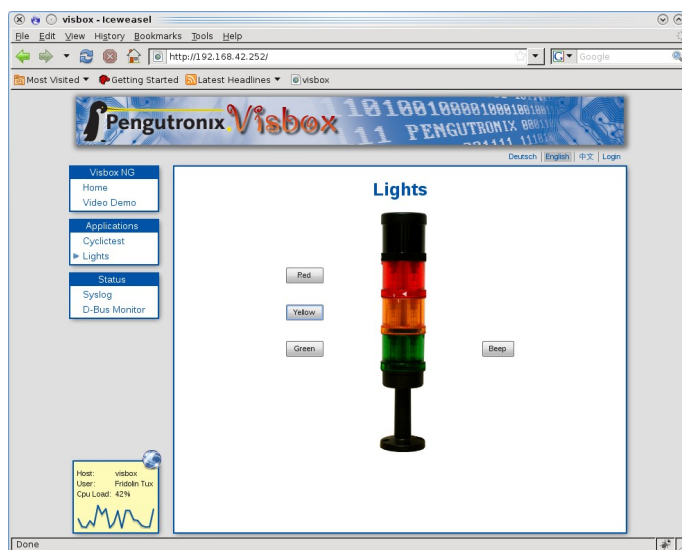 visbox - Iceweasel
File Edit View History Bookmarks Tools Help
http://192.168.42.252/
Google
Most Visited Getting Started Latest Headlines visbox
Pengutronix Visbox
PENGUTRONIX
Deutsch English 中文 Login
Visbox NG
Home
Video Demo
Applications
Cyclictest
Lights
Status
Syslog
D-Bus Monitor
Lights
Red
Yellow
Green
Beep
Host: visbox
User: Fridolin Tux
Cpu Load: 42%
Done